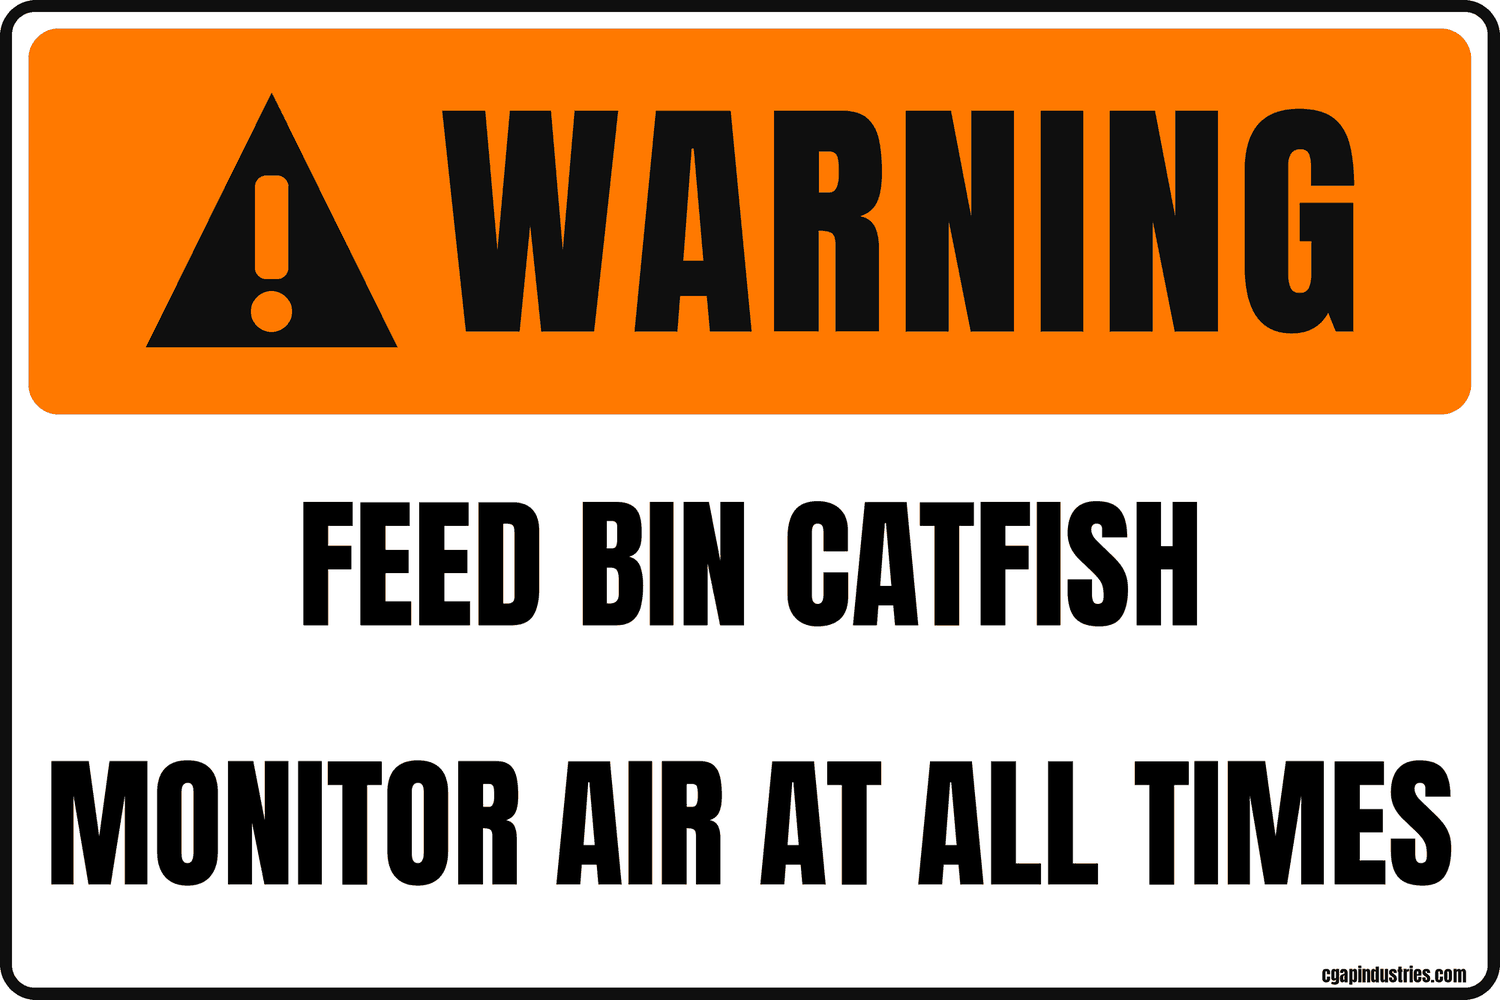 WARNING
FEED BIN CATFISH
MONITOR AIR AT ALL TIMES
cgapindustries.com